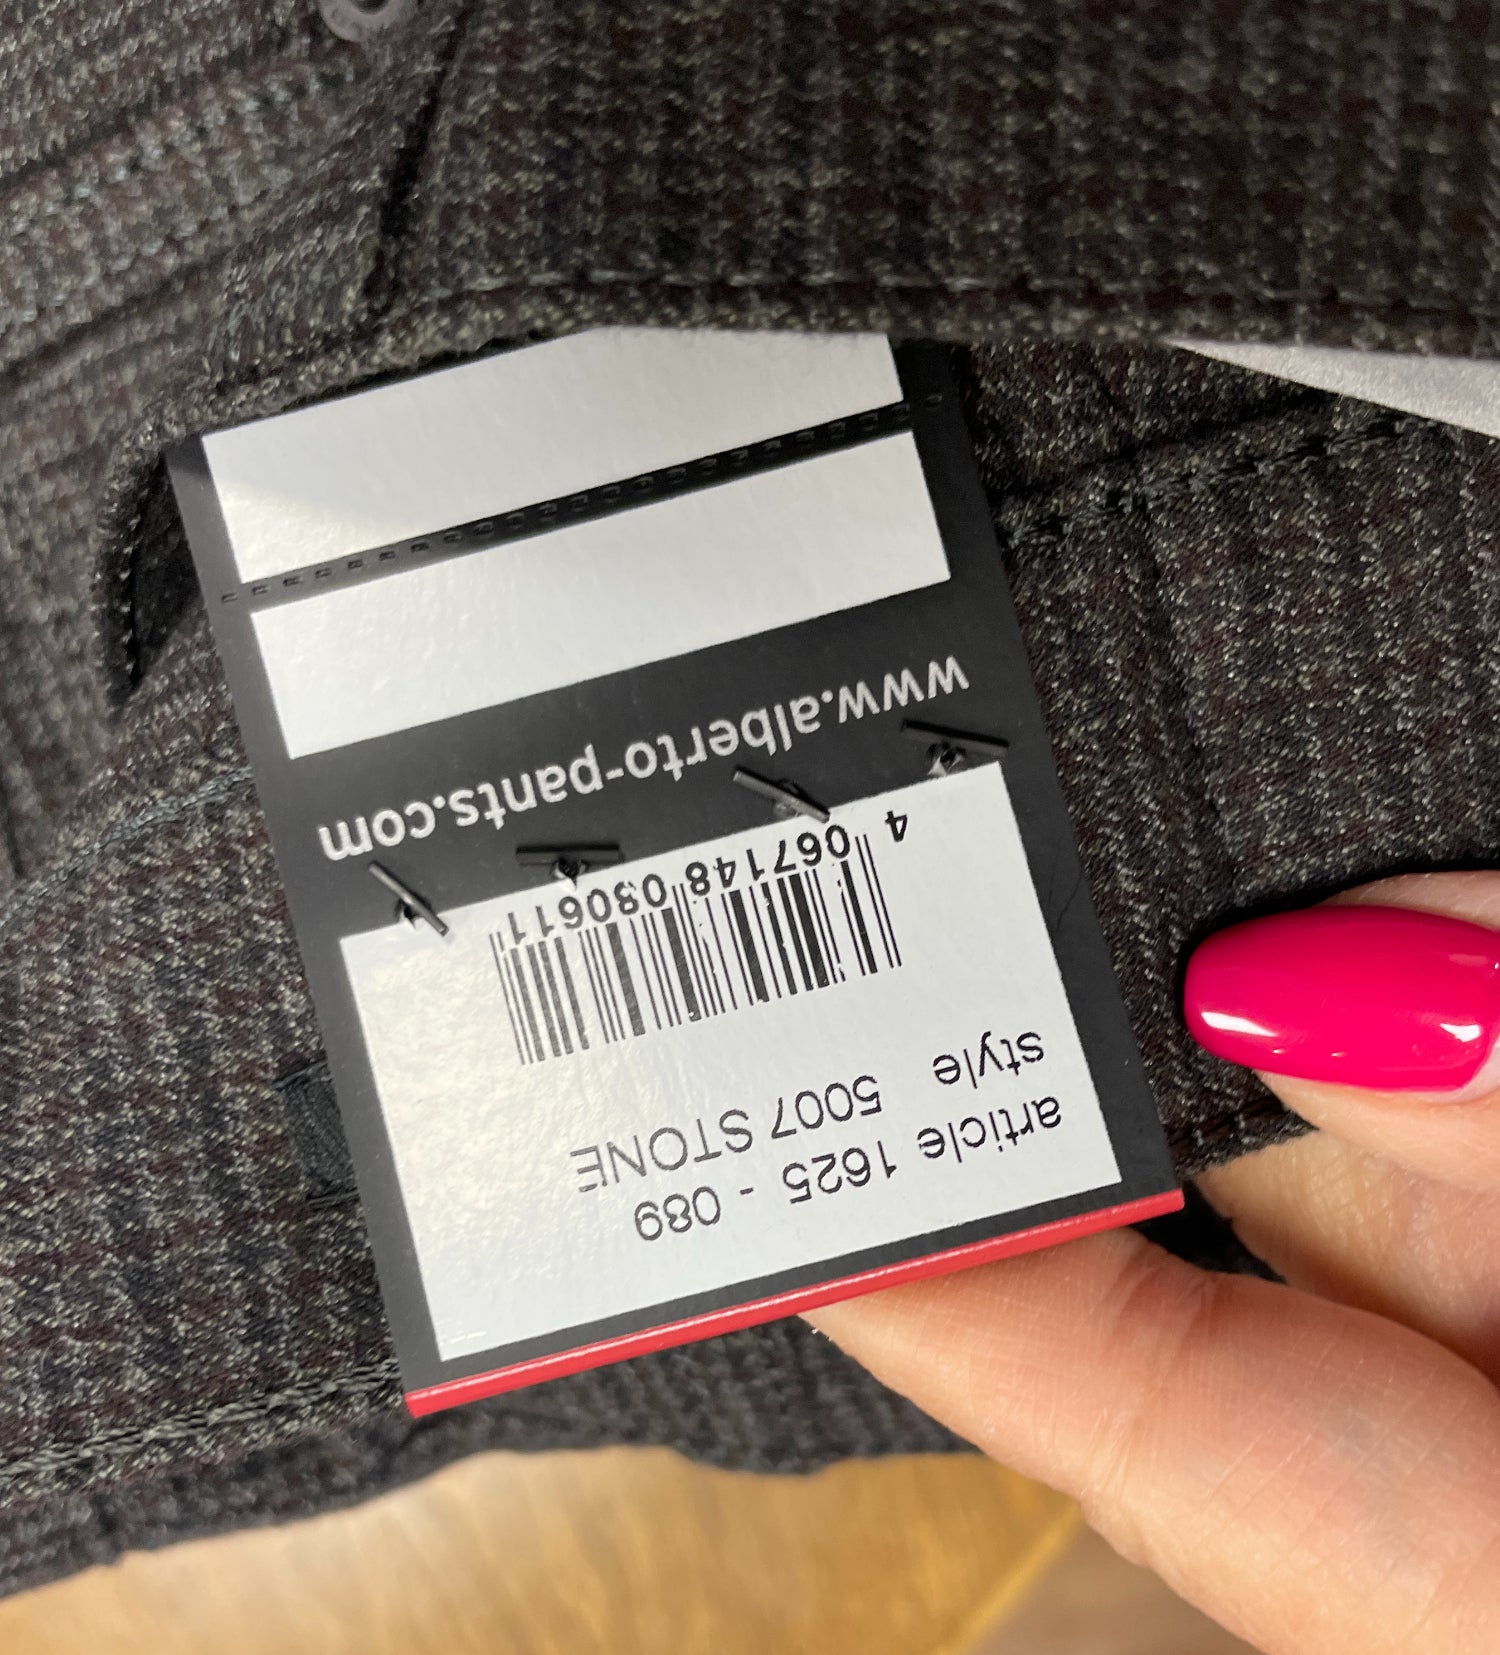 article 1625 - 089
style 5007 STONE
4 067148 080611
www.alberto-pants.com